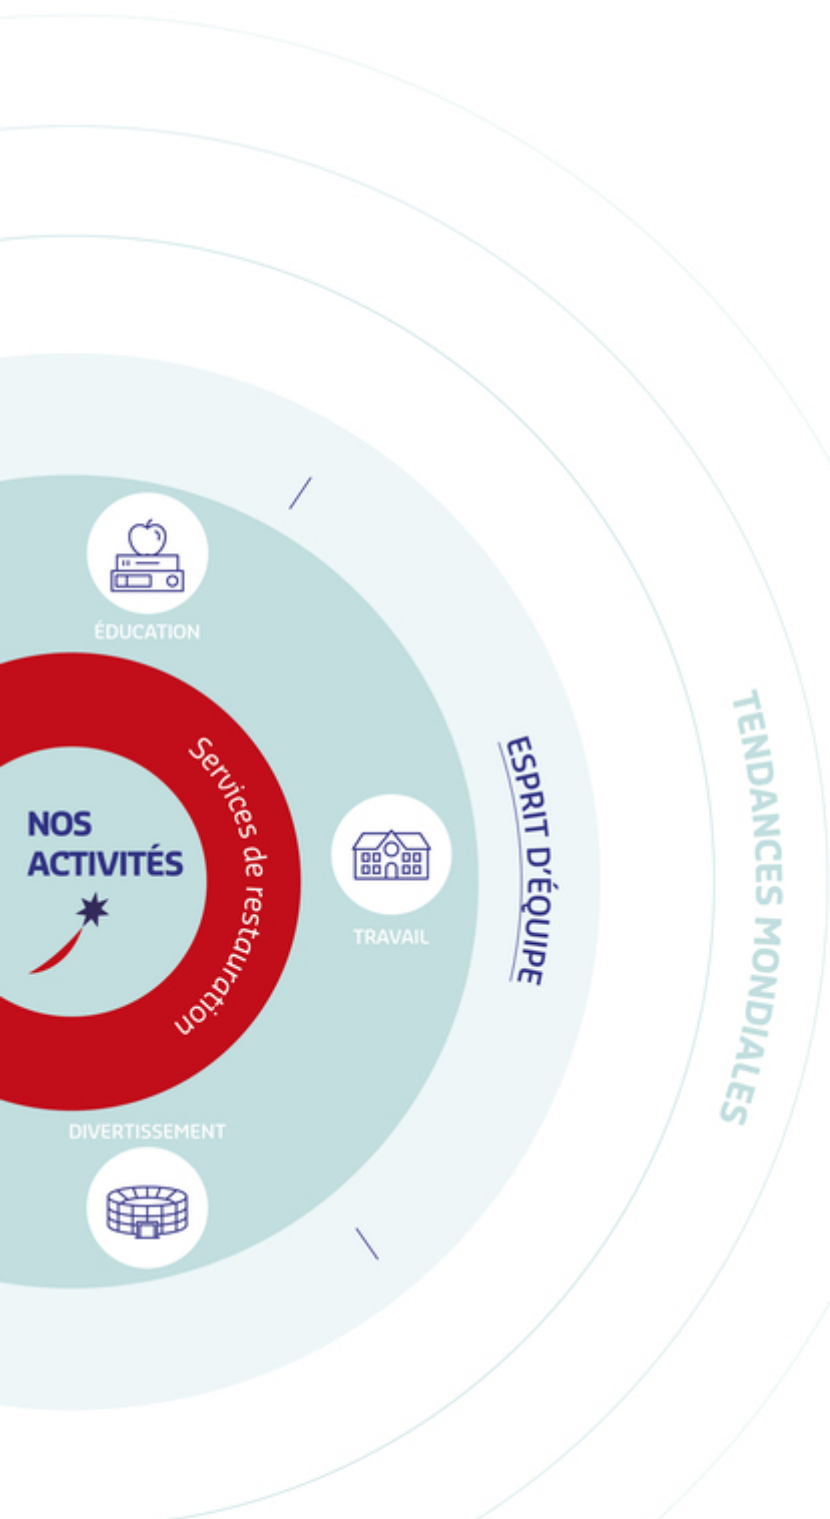 ÉDUCATION
Services de restauration
NOS
ACTIVITÉS
TRAVAIL
DIVERTISSEMENT
ESPRIT D'ÉQUIPE
TENDANCES MONDIALES